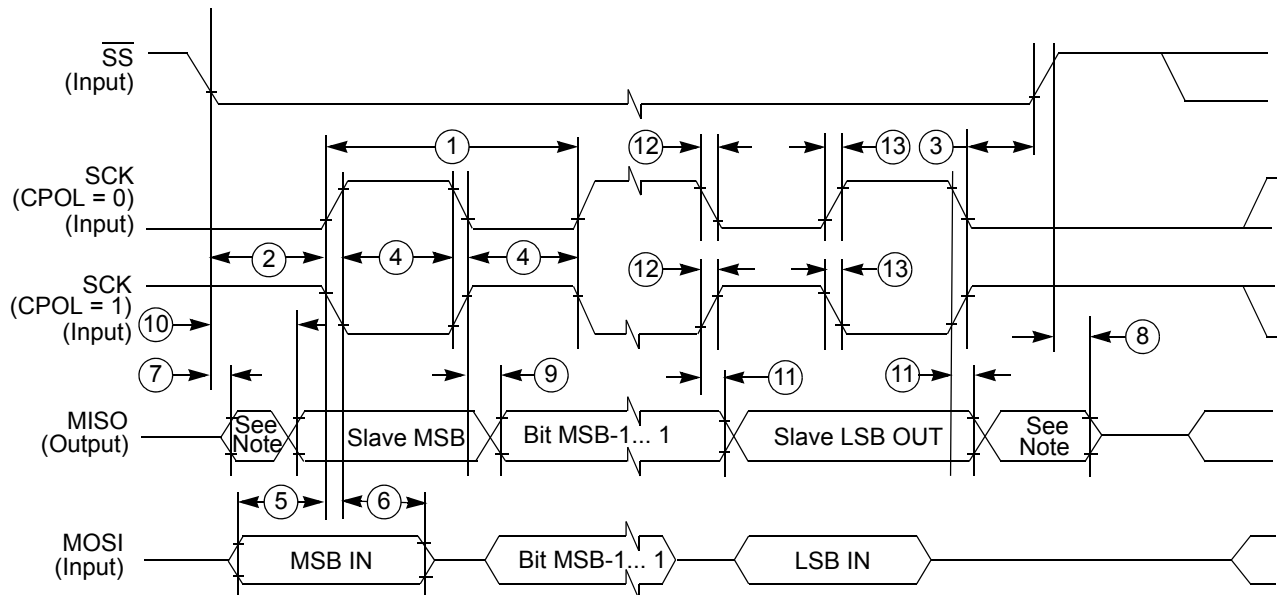 SS
(Input)
1
12
13
3
SCK
(CPOL = 0)
(Input)
2
4
4
12
13
SCK
(CPOL = 1)
(Input)
10
8
7
9
11
11
MISO
(Output)
See
Note
Slave MSB
Bit MSB-1... 1
Slave LSB OUT
See
Note
5
6
MOSI
(Input)
MSB IN
Bit MSB-1... 1
LSB IN